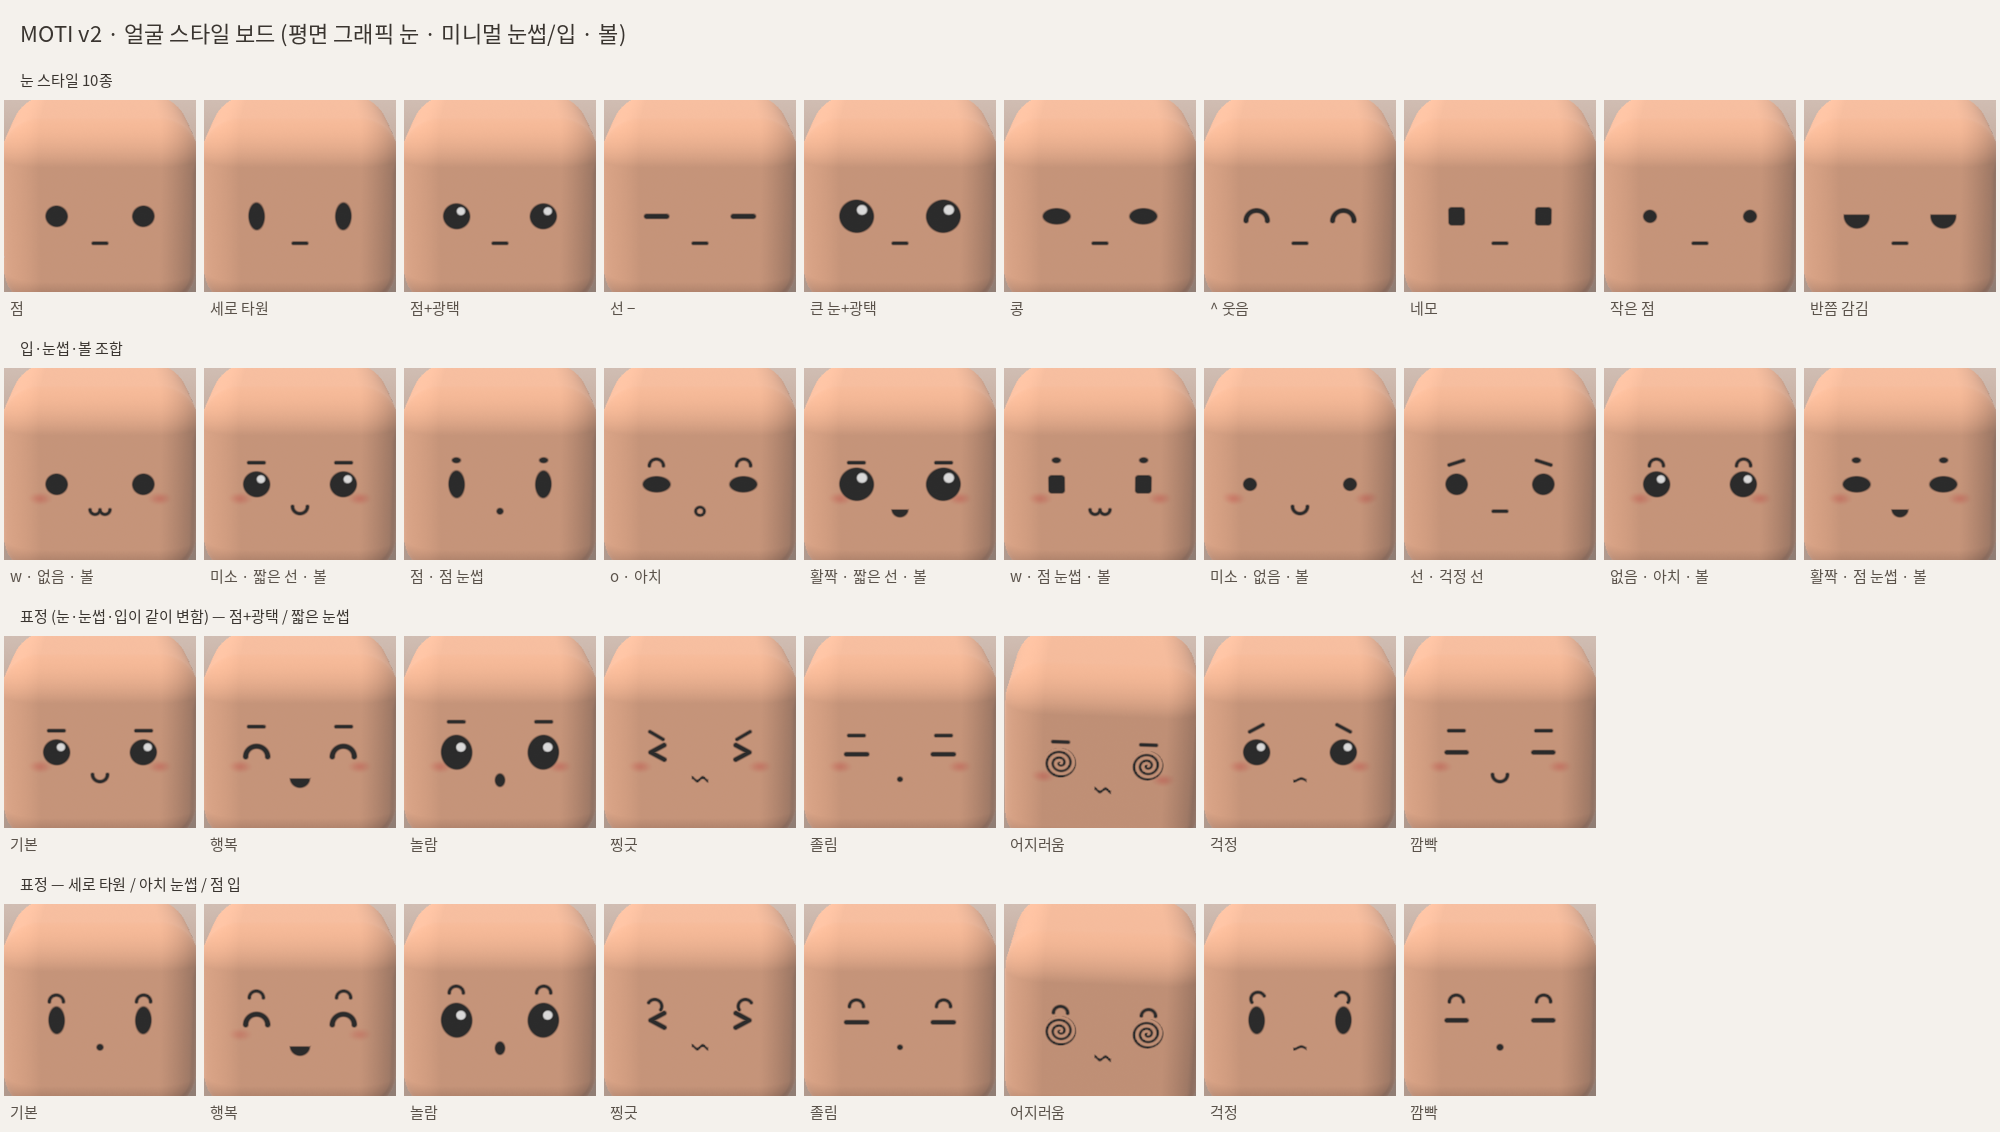 MOTI v2 · 얼굴 스타일 보드 (평면 그래픽 눈 · 미니멀 눈썹/입 · 볼)
눈 스타일 10종
점 세로 타원 점+광택 선 – 큰 눈+광택 콩 ^ 웃음 네모 작은 점 반쯤 감김
입·눈썹·볼 조합
w · 없음 · 볼 미소 · 짧은 선 · 볼 점 · 점 눈썹 o · 아치 활짝 · 짧은 선 · 볼 w · 점 눈썹 · 볼 미소 · 없음 · 볼 선 · 걱정 선 없음 · 아치 · 볼 활짝 · 점 눈썹 · 볼
표정 (눈·눈썹·입이 같이 변함) — 점+광택 / 짧은 눈썹
기본 행복 놀람 찡긋 졸림 어지러움 걱정 깜빡
표정 — 세로 타원 / 아치 눈썹 / 점 입
기본 행복 놀람 찡긋 졸림 어지러움 걱정 깜빡